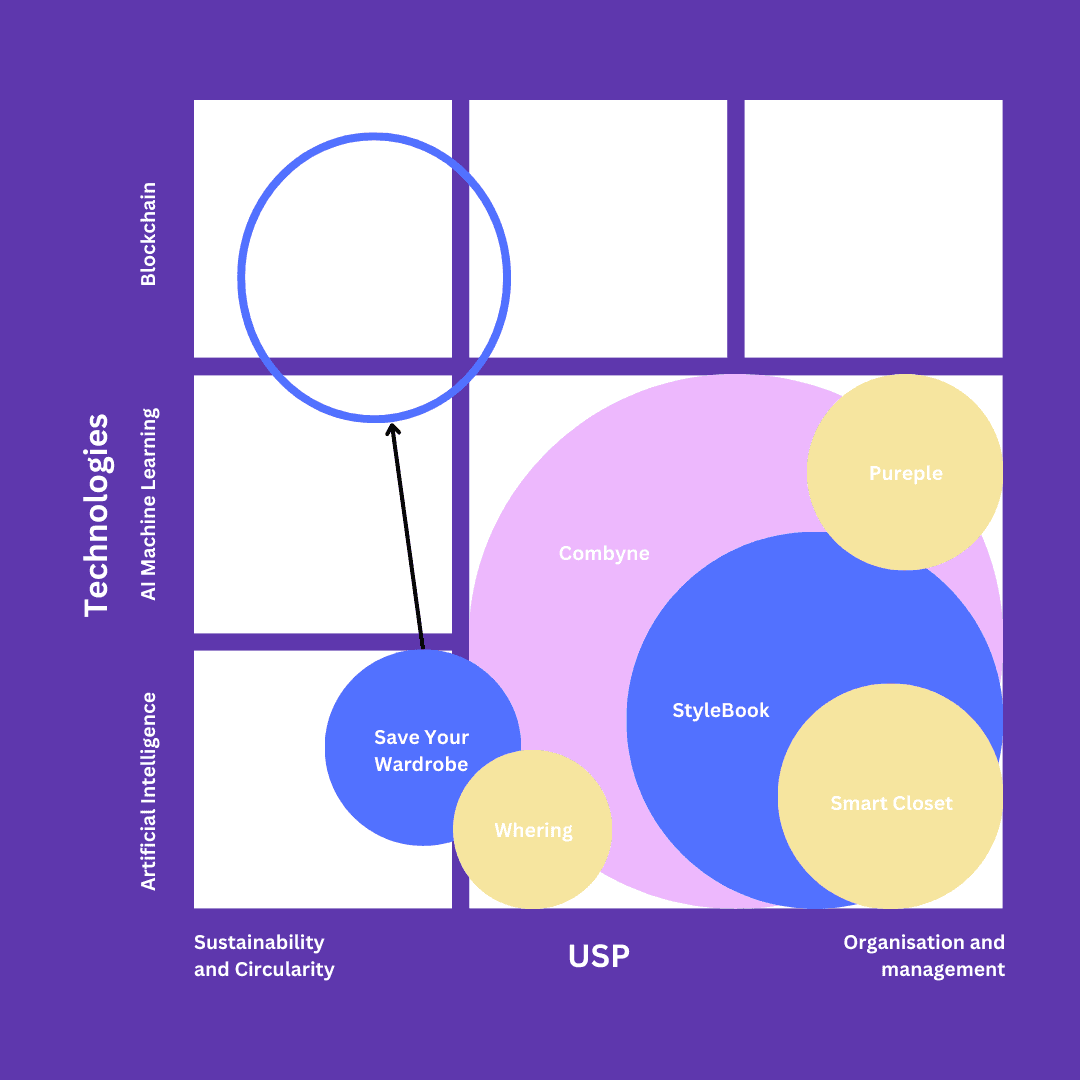 Technologies
Blockchain
AI Machine Learning
Artificial Intelligence
Pureple
Combyne
StyleBook
Save Your
Wardrobe
Smart Closet
Whering
Sustainability
and Circularity
USP
Organisation and
management